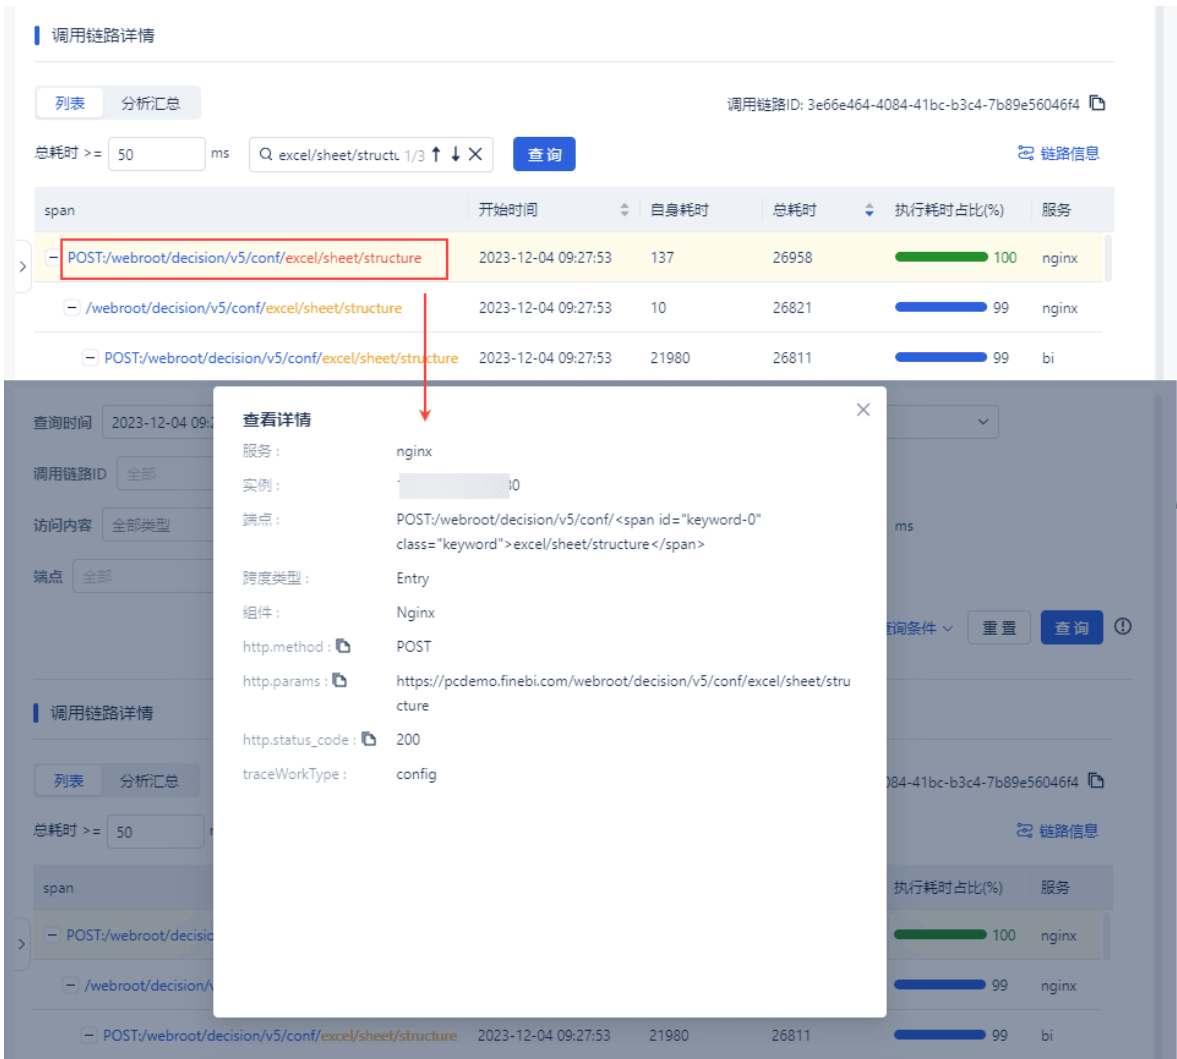 调用链路详情
列表 分析汇总 调用链路ID: 3e66e464-4084-41bc-b3c4-7b89e56046f4
总耗时 >= 50 ms excel/sheet/structu 1/3 查询 链路信息
span 开始时间 自身耗时 总耗时 执行耗时占比(%) 服务
POST:/webroot/decision/v5/conf/excel/sheet/structure 2023-12-04 09:27:53 137 26958 100 nginx
/webroot/decision/v5/conf/excel/sheet/structure 2023-12-04 09:27:53 10 26821 99 nginx
POST:/webroot/decision/v5/conf/excel/sheet/structure 2023-12-04 09:27:53 21980 26811 99 bi
查看详情
服务 : nginx
实例 :
端点 : POST:/webroot/decision/v5/conf/<span id="keyword-0"
class="keyword">excel/sheet/structure</span>
跨度类型 : Entry
组件 : Nginx
http.method : POST
http.params : https://pcdemo.finebi.com/webroot/decision/v5/conf/excel/sheet/stru
cture
http.status_code : 200
traceWorkType : config
查询时间 2023-12-04 09:
调用链路ID 全部
访问内容 全部类型 ms
端点 全部
查询条件 重置 查询
调用链路详情
列表 分析汇总 084-41bc-b3c4-7b89e56046f4
总耗时 >= 50 链路信息
span 执行耗时占比(%) 服务
POST:/webroot/decisio 100 nginx
/webroot/decision/v 99 nginx
POST:/webroot/decision/v5/conf/excel/sheet/structure 2023-12-04 09:27:53 21980 26811 99 bi